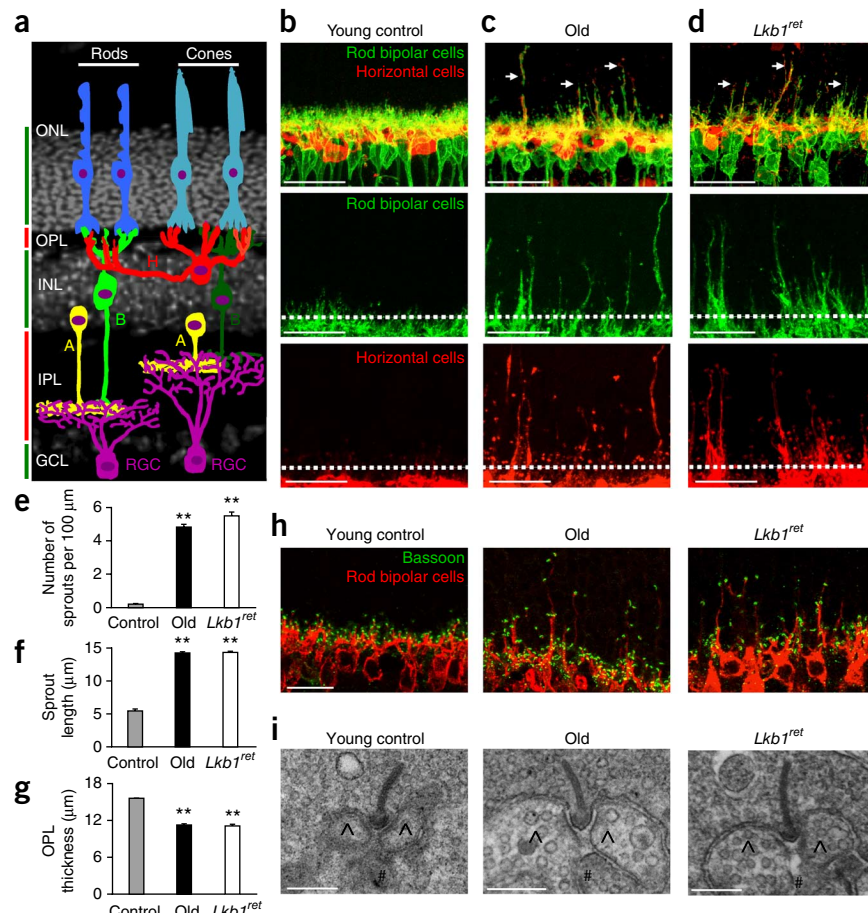 a
Rods
Cones
ONL
OPL
INL
IPL
GCL
H
C
B
B
A
A
RGC
RGC
b
Young control
Rod bipolar cells
Horizontal cells
Rod bipolar cells
Horizontal cells
c
Old
d
Lkb1ret
e
Number of
sprouts per 100 μm
6
4
2
0
**
**
Control
Old
Lkb1ret
f
Sprout
length (μm)
15
10
5
0
**
**
Control
Old
Lkb1ret
g
OPL
thickness (μm)
18
12
6
0
**
**
Control
Old
Lkb1ret
h
Young control
Bassoon
Rod bipolar cells
Old
Lkb1ret
i
Young control
^
^
#
Old
^
^
#
Lkb1ret
^
^
#